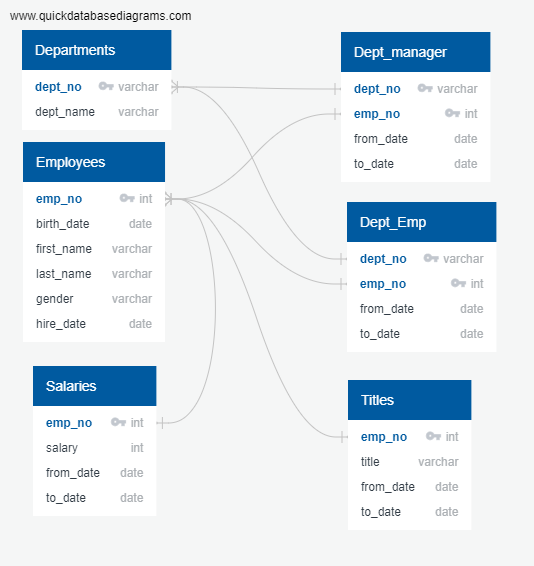 www.quickdatabasediagrams.com
Departments
dept_no varchar
dept_name varchar
Employees
emp_no int
birth_date date
first_name varchar
last_name varchar
gender varchar
hire_date date
Salaries
emp_no int
salary int
from_date date
to_date date
Dept_manager
dept_no varchar
emp_no int
from_date date
to_date date
Dept_Emp
dept_no varchar
emp_no int
from_date date
to_date date
Titles
emp_no int
title varchar
from_date date
to_date date